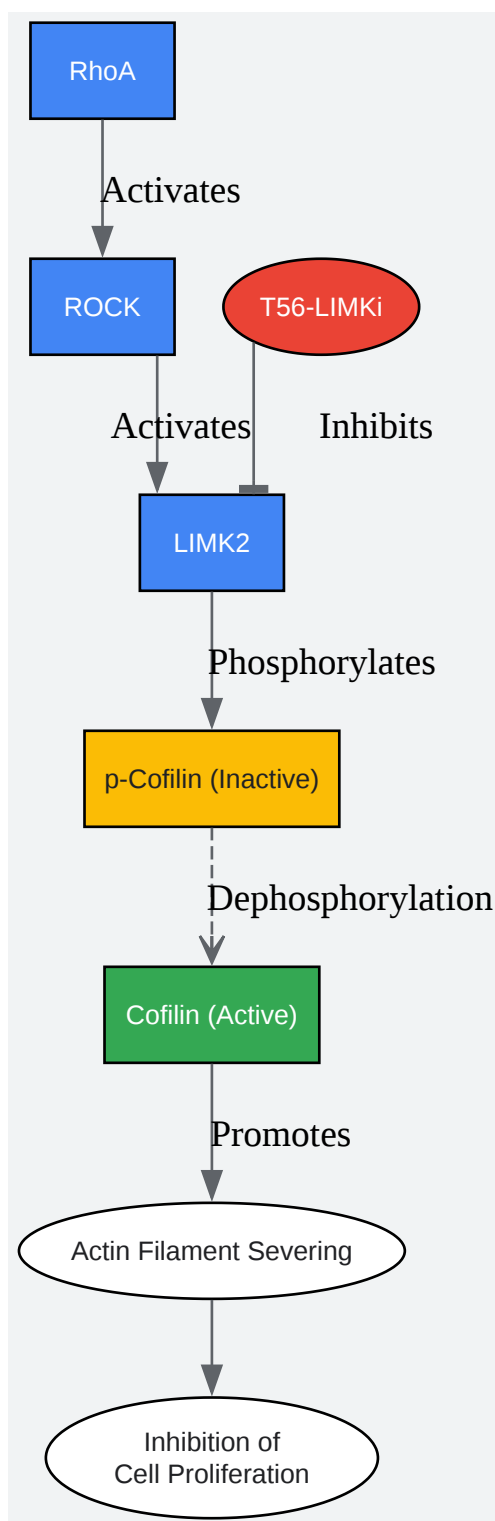 RhoA
Activates
ROCK
T56-LIMKi
Activates
Inhibits
LIMK2
Phosphorylates
p-Cofilin (Inactive)
Dephosphorylation
Cofilin (Active)
Promotes
Actin Filament Severing
Inhibition of
Cell Proliferation